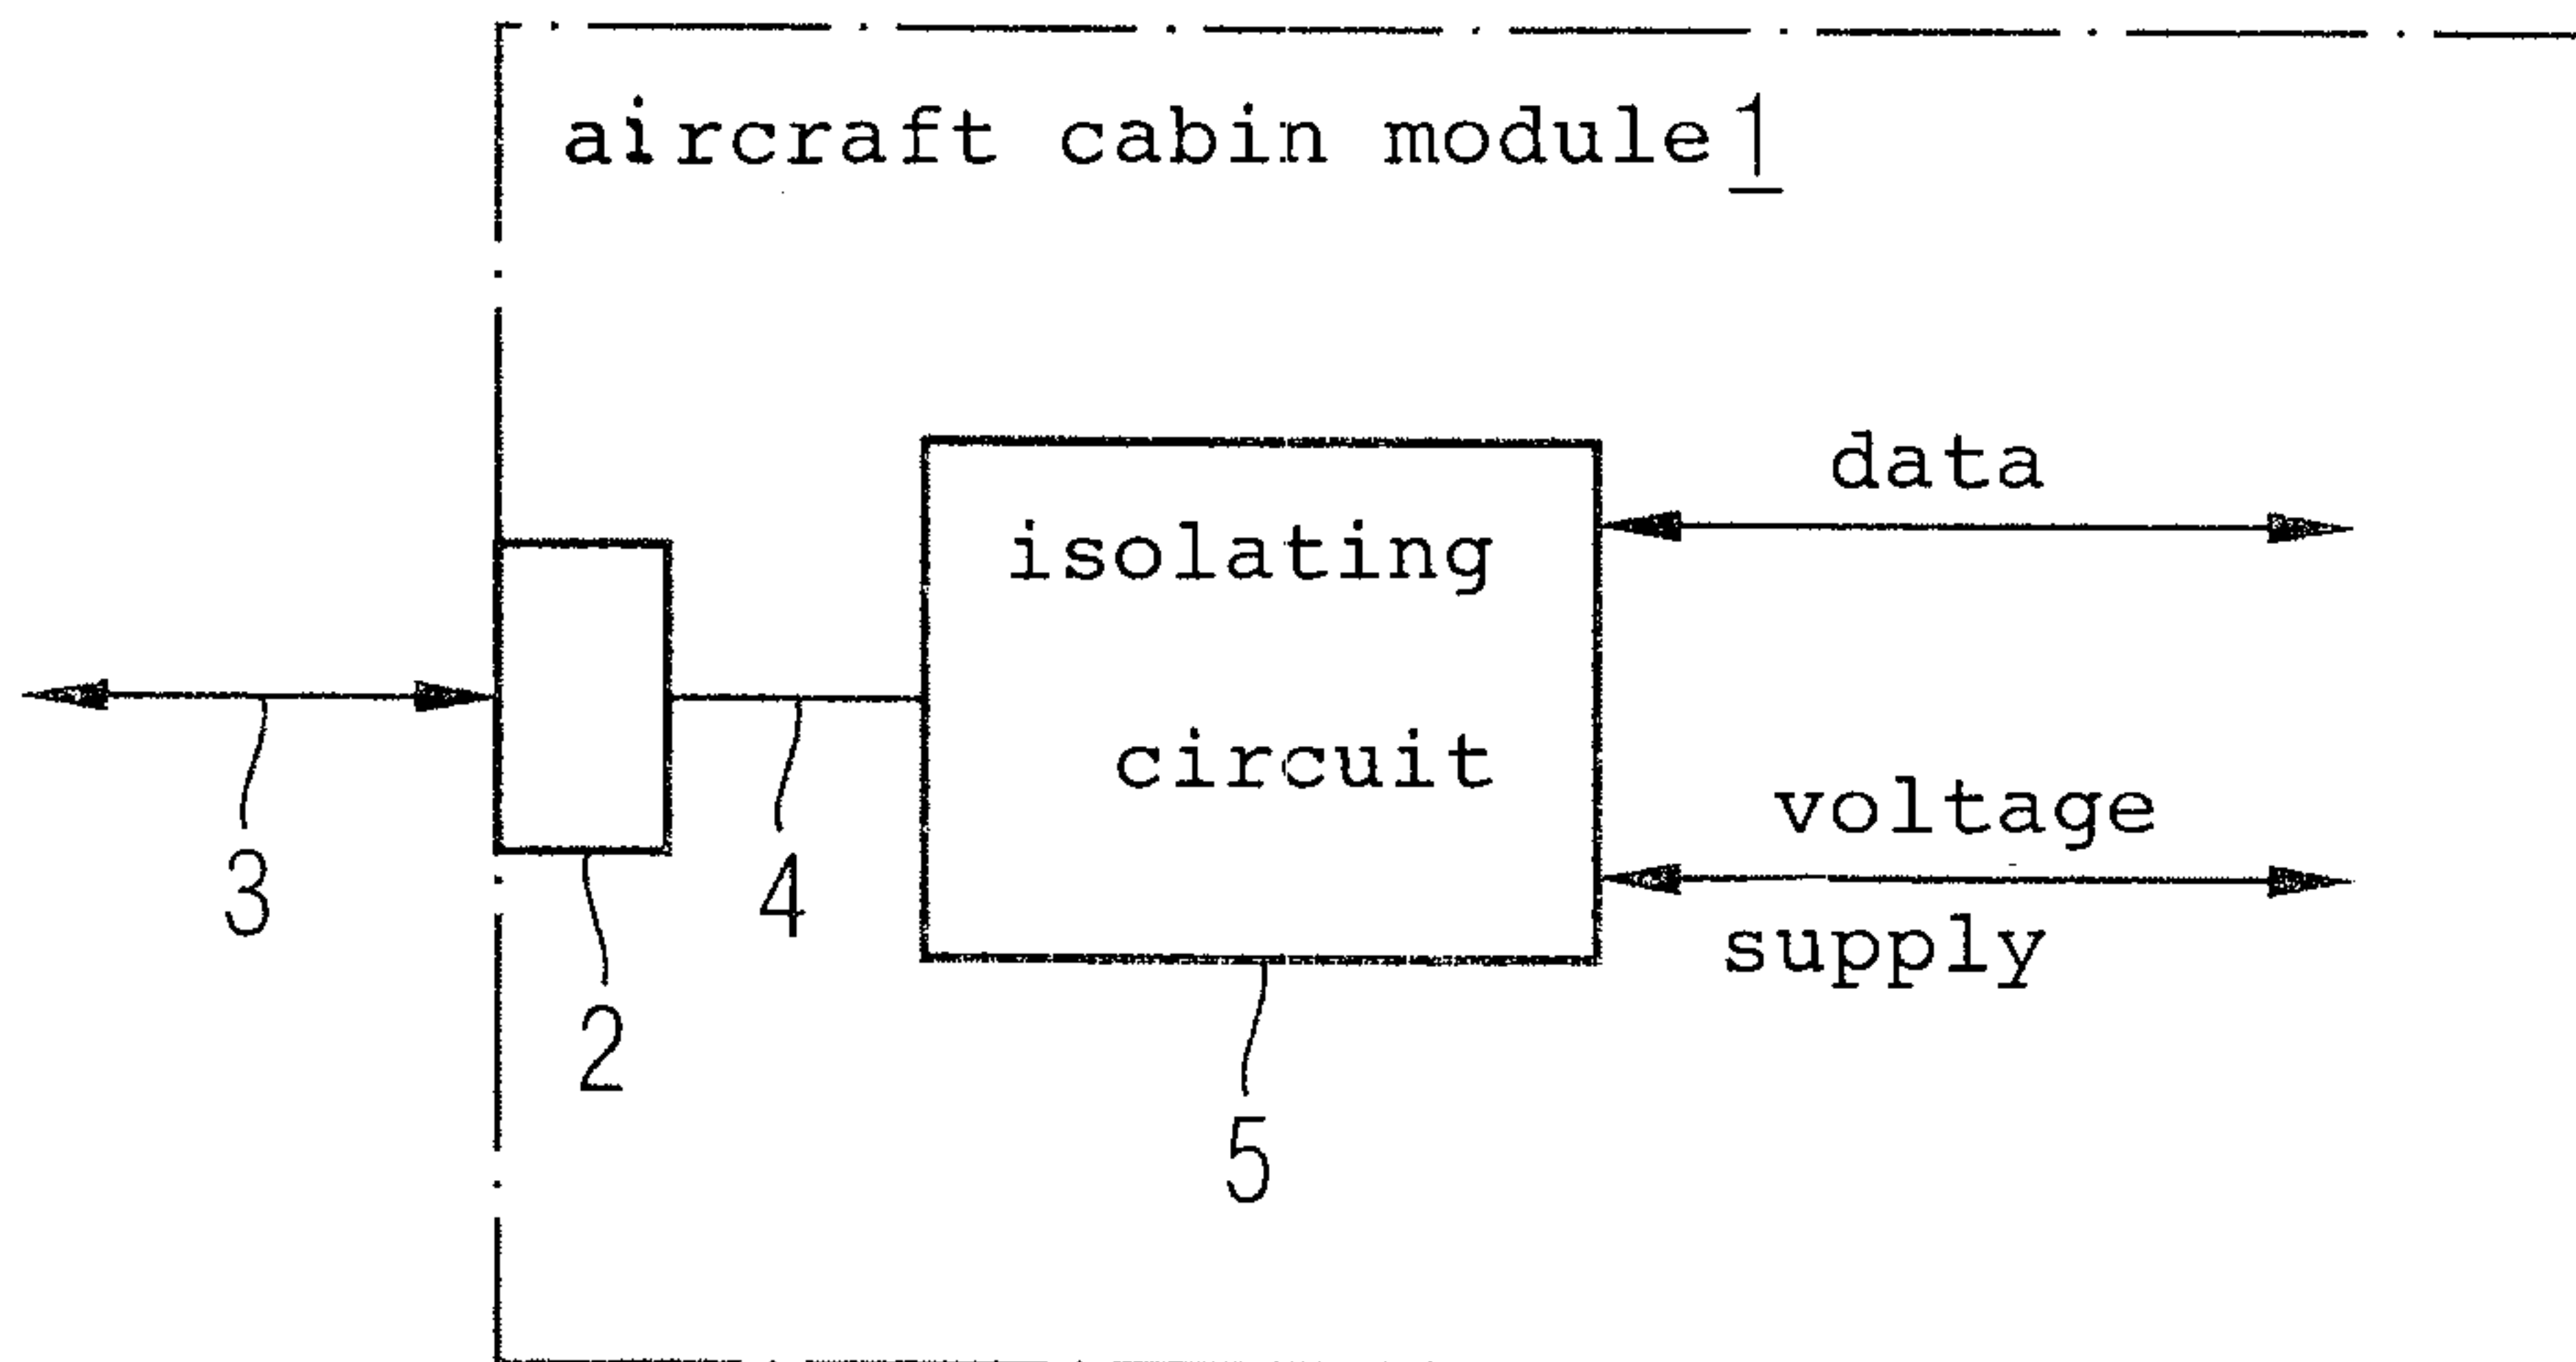 aircraft cabin module 1
data
isolating
circuit
voltage
supply
3
4
2
5